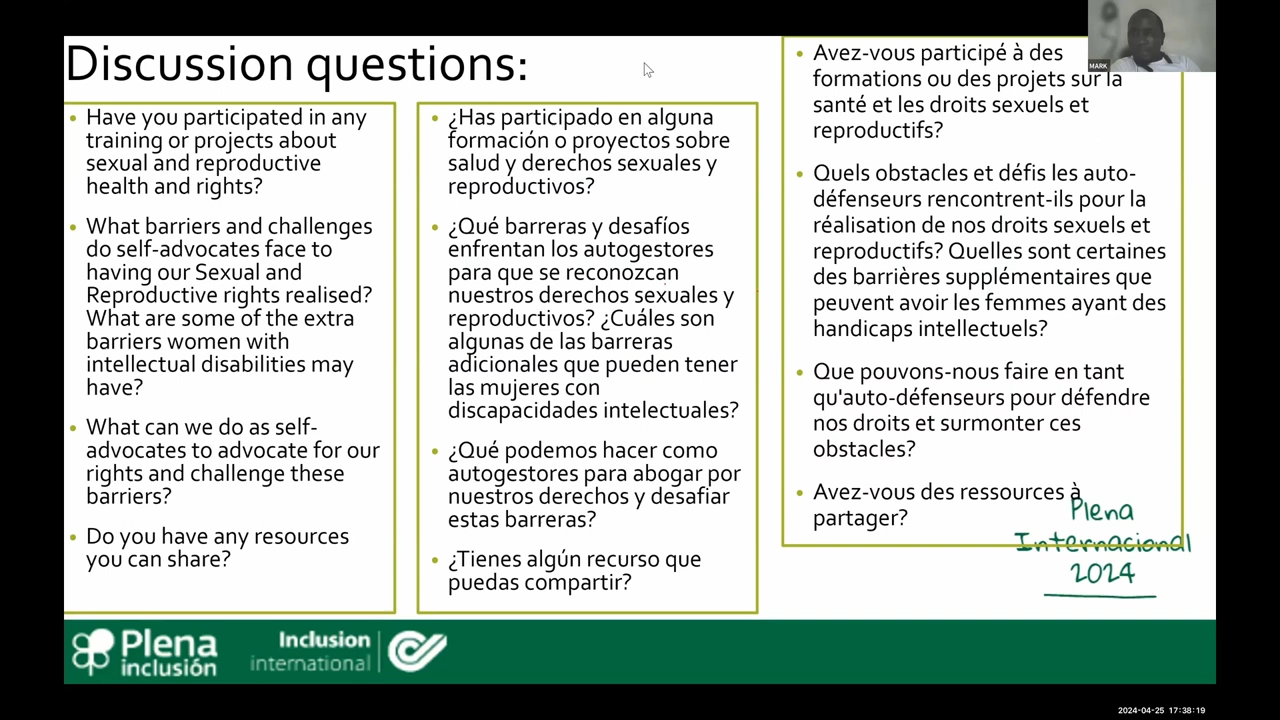 Discussion questions:
• Have you participated in any
training or projects about
sexual and reproductive
health and rights?
• What barriers and challenges
do self-advocates face to
having our Sexual and
Reproductive rights realised?
What are some of the extra
barriers women with
intellectual disabilities may
have?
• What can we do as self-
advocates to advocate for our
rights and challenge these
barriers?
• Do you have any resources
you can share?
• ¿Has participado en alguna
formación o proyectos sobre
salud y derechos sexuales y
reproductivos?
• ¿Qué barreras y desafíos
enfrentan los autogestores
para que se reconozcan
nuestros derechos sexuales y
reproductivos? ¿Cuáles son
algunas de las barreras
adicionales que pueden tener
las mujeres con
discapacidades intelectuales?
• ¿Qué podemos hacer como
autogestores para abogar por
nuestros derechos y desafiar
estas barreras?
• ¿Tienes algún recurso que
puedas compartir?
• Avez-vous participé à des
formations ou des projets sur la
santé et les droits sexuels et
reproductifs?
• Quels obstacles et défis les auto-
défenseurs rencontrent-ils pour la
réalisation de nos droits sexuels et
reproductifs? Quelles sont certaines
des barrières supplémentaires que
peuvent avoir les femmes ayant des
handicaps intellectuels?
• Que pouvons-nous faire en tant
qu'auto-défenseurs pour défendre
nos droits et surmonter ces
obstacles?
• Avez-vous des ressources à
partager?
Plena
Internacional
2024
MARK
Plena
inclusión
Inclusion
international
2024-04-25 17:38:19